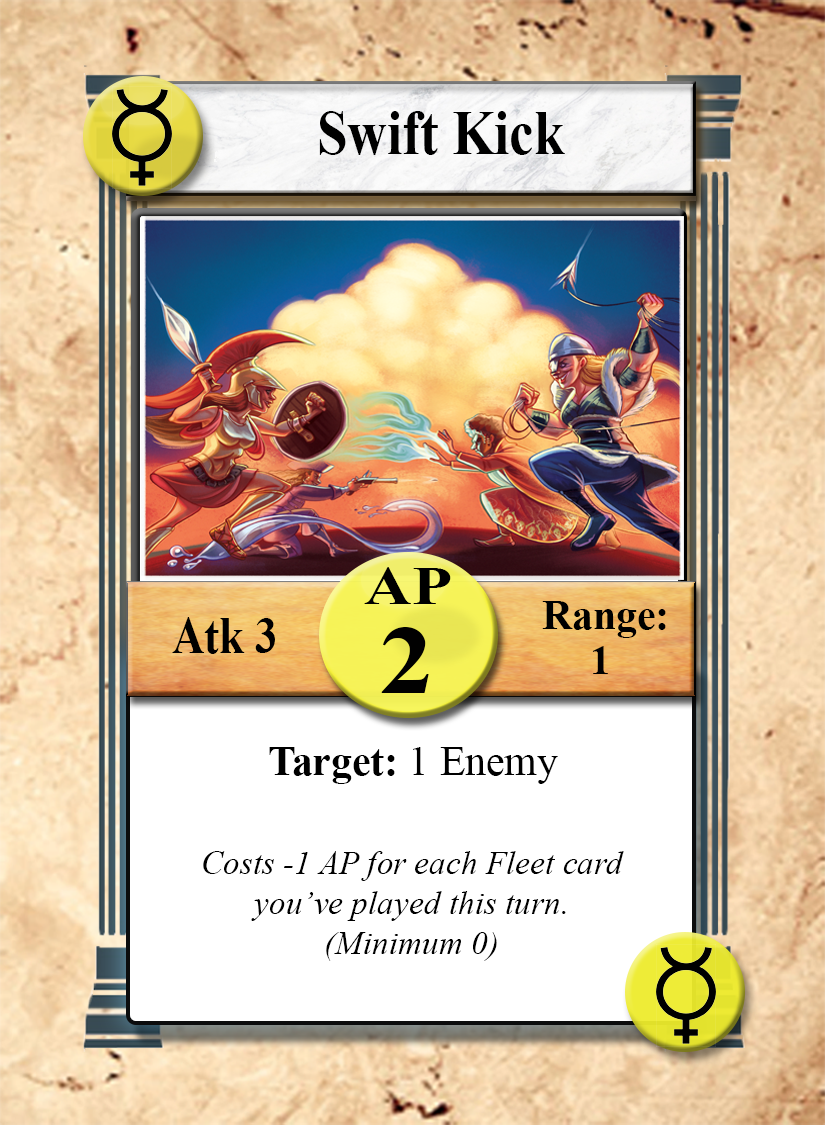 Swift Kick
Atk 3
AP
2
Range:
1
Target: 1 Enemy
Costs -1 AP for each Fleet card
you’ve played this turn.
(Minimum 0)